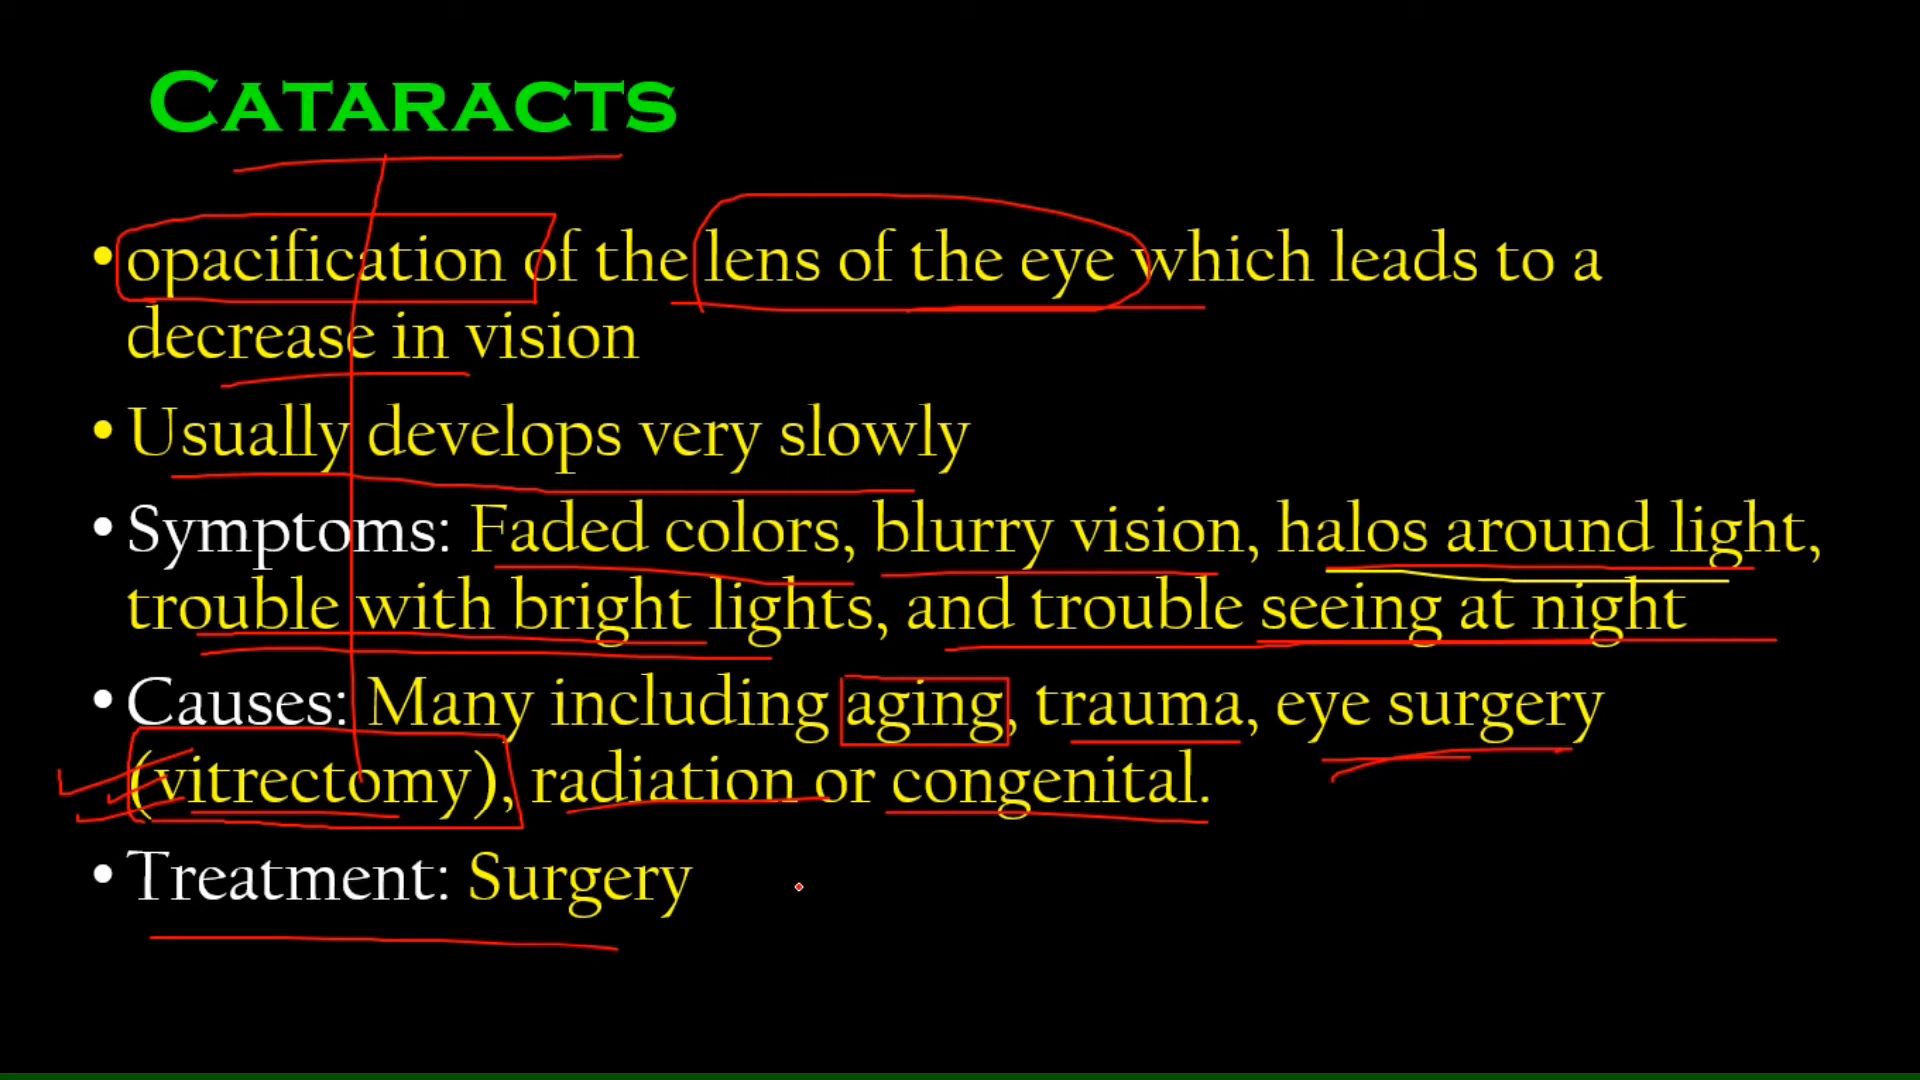 CATARACTS
• opacification of the lens of the eye which leads to a
decrease in vision
• Usually develops very slowly
• Symptoms: Faded colors, blurry vision, halos around light,
trouble with bright lights, and trouble seeing at night
• Causes: Many including aging, trauma, eye surgery
(vitrectomy), radiation or congenital.
• Treatment: Surgery